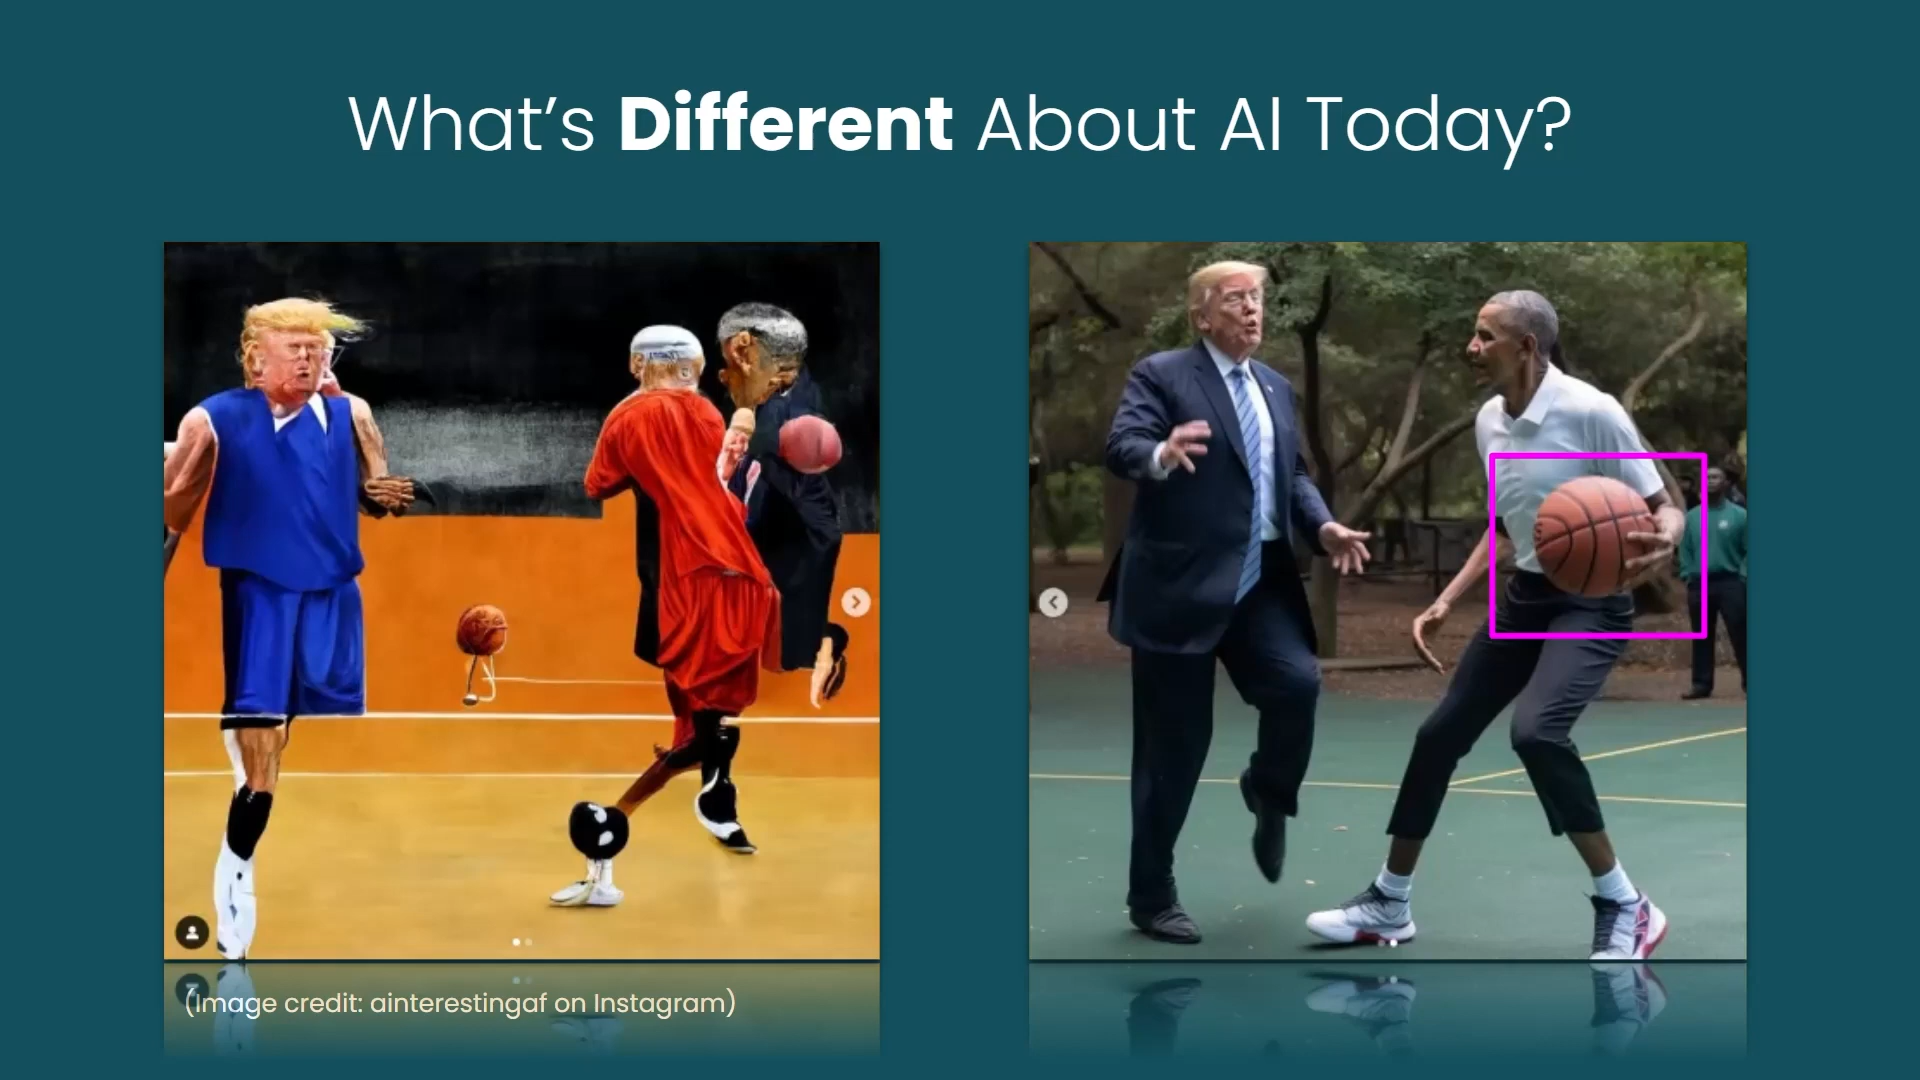 What's Different About AI Today?
(Image credit: ainterestingaf on Instagram)